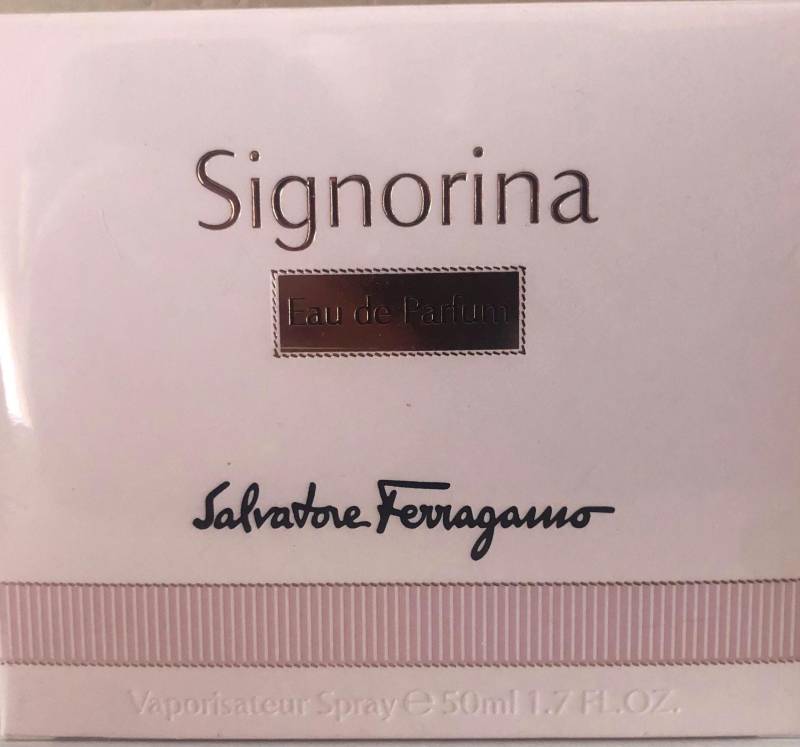 Signorina
Eau de Parfum
Salvatore Ferragamo
Vaporisateur Spray ℮ 50ml 1.7 FL.OZ.